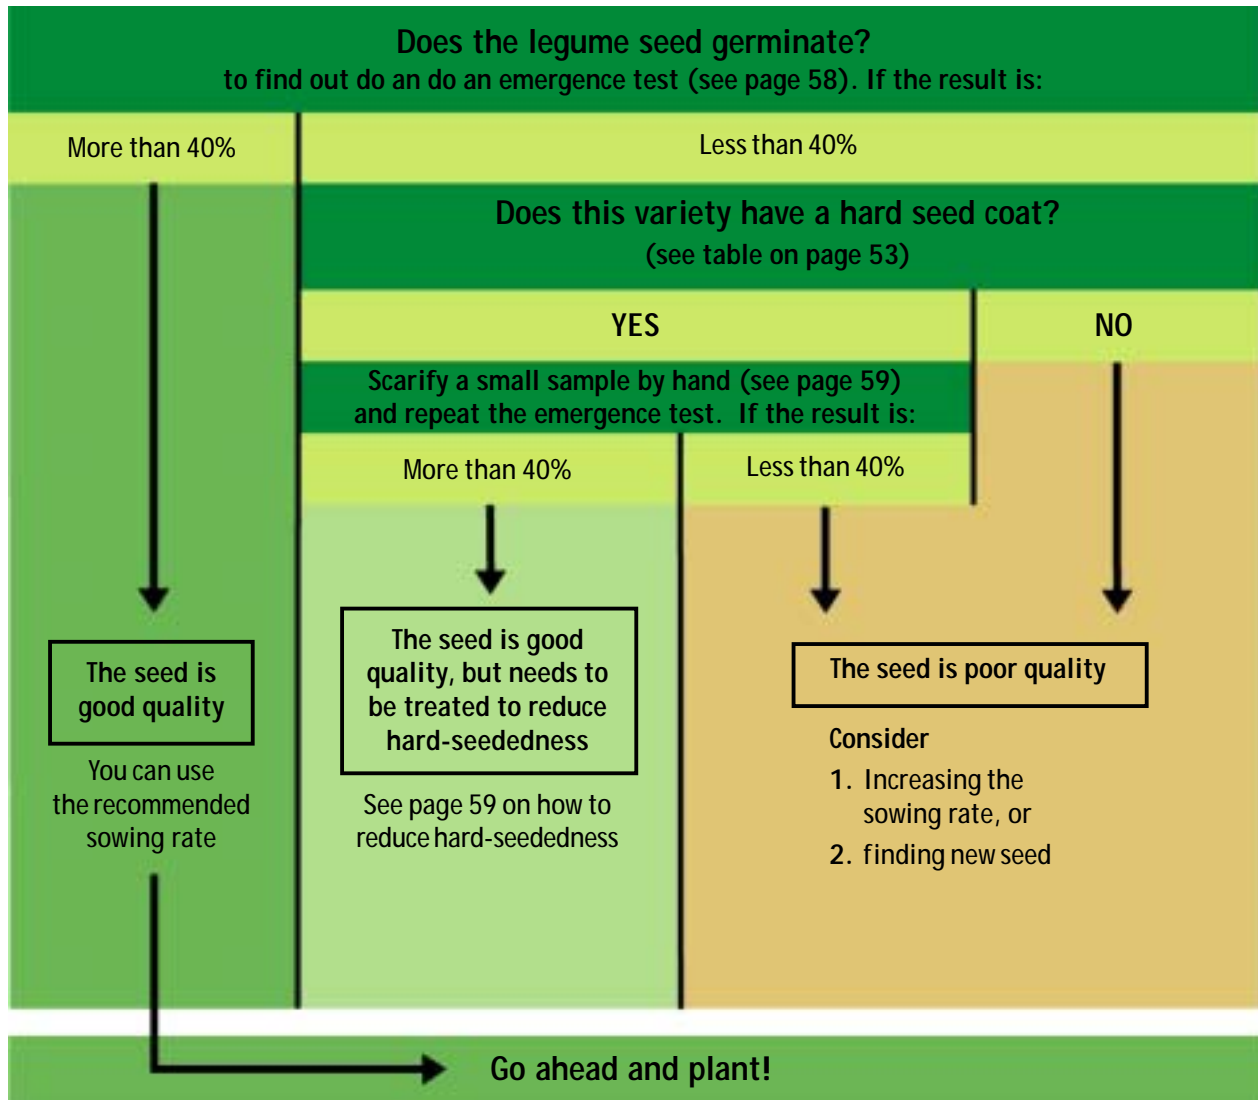 Does the legume seed germinate?
to find out do an do an emergence test (see page 58). If the result is:
More than 40%
Less than 40%
Does this variety have a hard seed coat?
(see table on page 53)
YES
NO
Scarify a small sample by hand (see page 59)
and repeat the emergence test. If the result is:
More than 40%
Less than 40%
The seed is
good quality
You can use
the recommended
sowing rate
The seed is good
quality, but needs to
be treated to reduce
hard-seededness
See page 59 on how to
reduce hard-seededness
The seed is poor quality
Consider
1. Increasing the
sowing rate, or
2. finding new seed
Go ahead and plant!